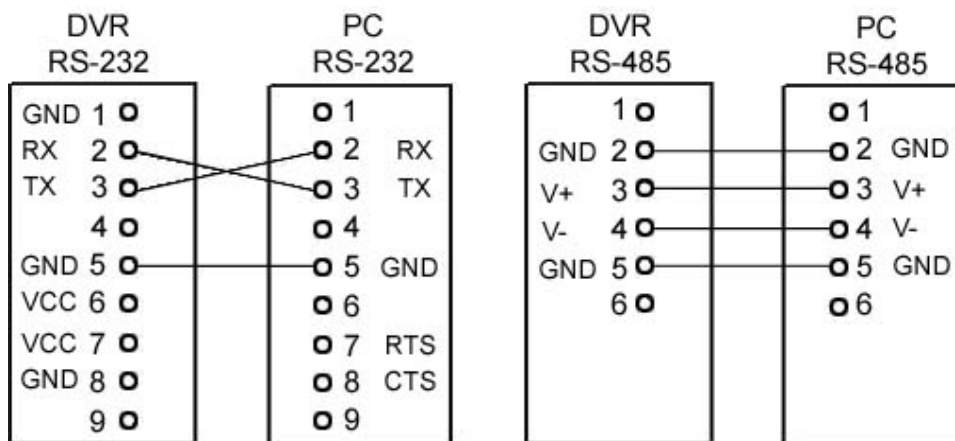 DVR PC DVR PC
RS-232 RS-232 RS-485 RS-485
GND 1 1 1 1
RX 2 2 RX GND 2 2 GND
TX 3 3 TX V+ 3 3 V+
4 4 V- 4 4 V-
GND 5 5 GND GND 5 5 GND
VCC 6 6 6 6
VCC 7 7 RTS
GND 8 8 CTS
9 9